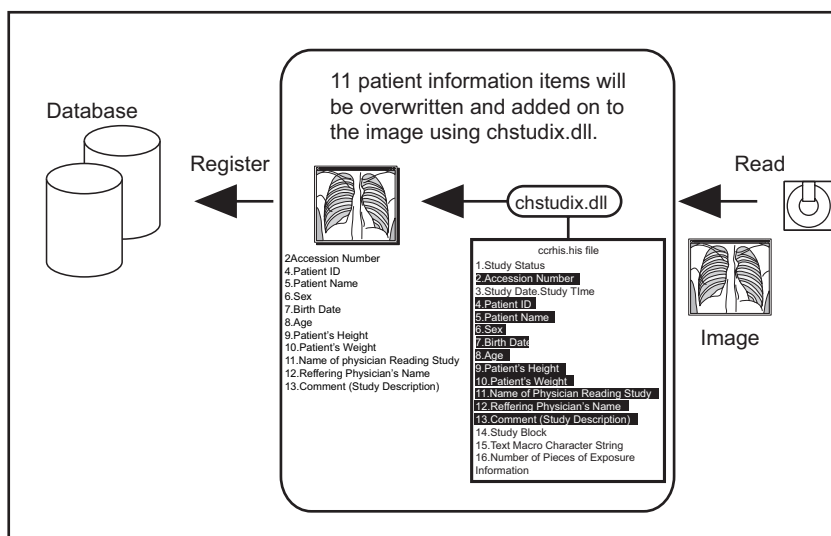 11 patient information items will
be overwritten and added on to
the image using chstudix.dll.
Database
Register
Read
chstudix.dll
Image
2Accession Number
4.Patient ID
5.Patient Name
6.Sex
7.Birth Date
8.Age
9.Patient's Height
10.Patient's Weight
11.Name of physician Reading Study
12.Reffering Physician's Name
13.Comment (Study Description)
ccrhis.his file
1.Study Status
2.Accession Number
3.Study Date.Study TIme
4.Patient ID
5.Patient Name
6.Sex
7.Birth Date
8.Age
9.Patient's Height
10.Patient's Weight
11.Name of Physician Reading Study
12.Reffering Physician's Name
13.Comment (Study Description)
14.Study Block
15.Text Macro Character String
16.Number of Pieces of Exposure
Information